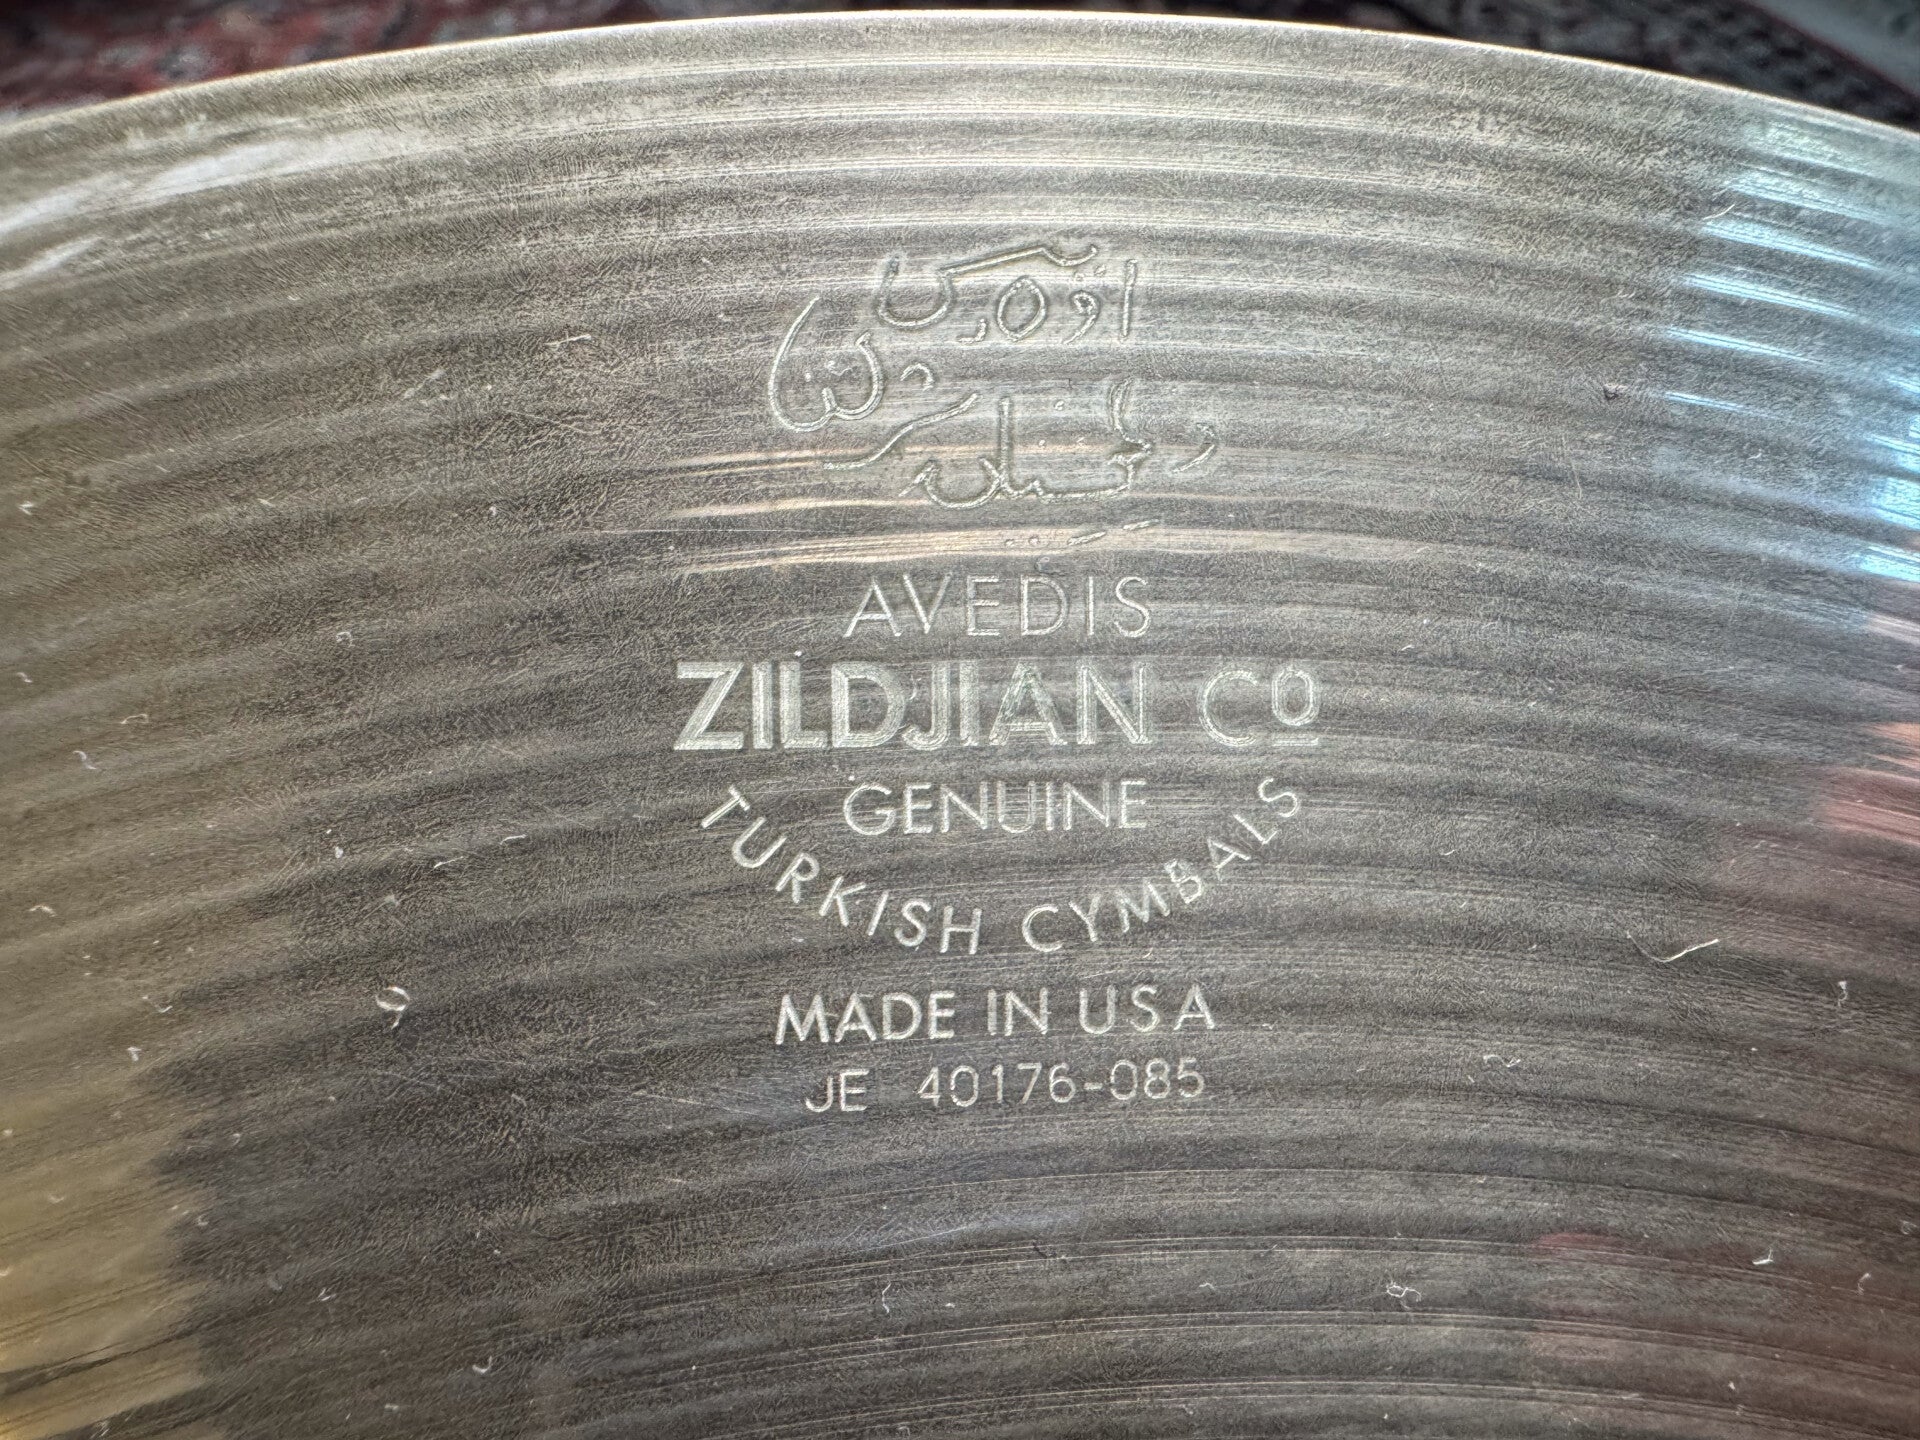 AVEDIS
ZILDJIAN Cº
GENUINE
TURKISH CYMBALS
MADE IN USA
JE 40176-085